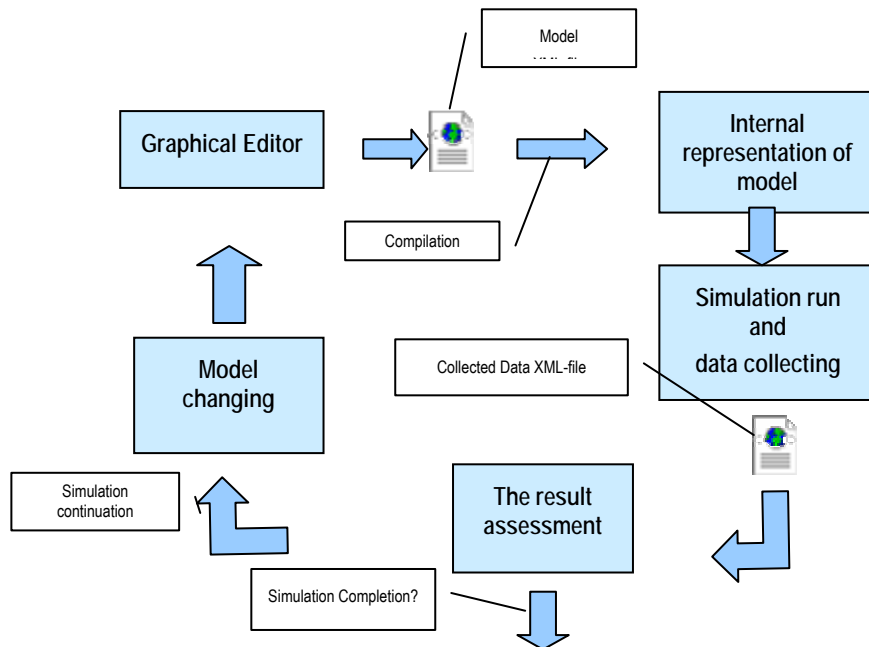 Model
Graphical Editor
Internal
representation of
model
Compilation
Simulation run
and
data collecting
Collected Data XML-file
Model
changing
The result
assessment
Simulation
continuation
Simulation Completion?